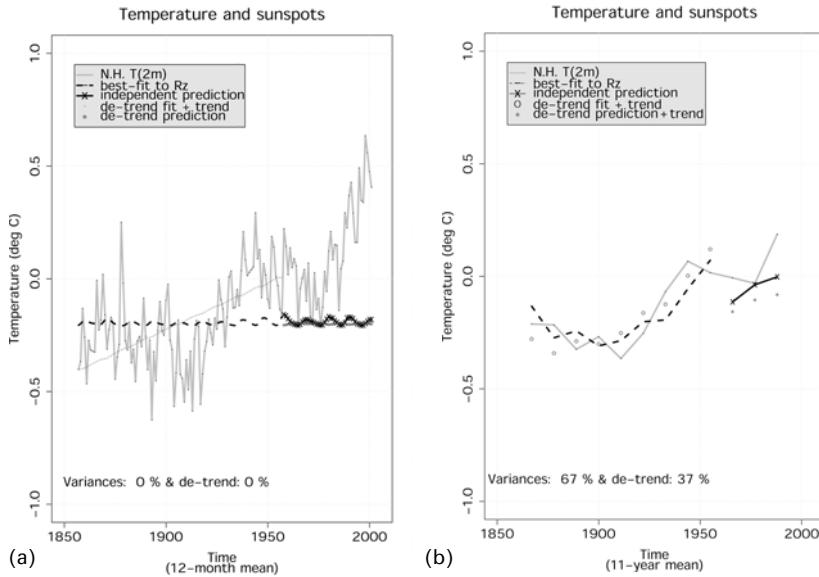 Temperature and sunspots
1.0
0.5
0.0
-0.5
-1.0
Temperature (deg C)
N.H. T(2m)
best-fit to Rz
independent prediction
de-trend fit + trend
de-trend prediction
Variances: 0 % & de-trend: 0 %
1850
1900
1950
2000
(a)
Time
(12-month mean)
Temperature and sunspots
1.0
0.5
0.0
-0.5
-1.0
Temperature (deg C)
N.H. T(2m)
best-fit to Rz
independent prediction
de-trend fit + trend
de-trend prediction+trend
Variances: 67 % & de-trend: 37 %
1850
1900
1950
2000
(b)
Time
(11-year mean)